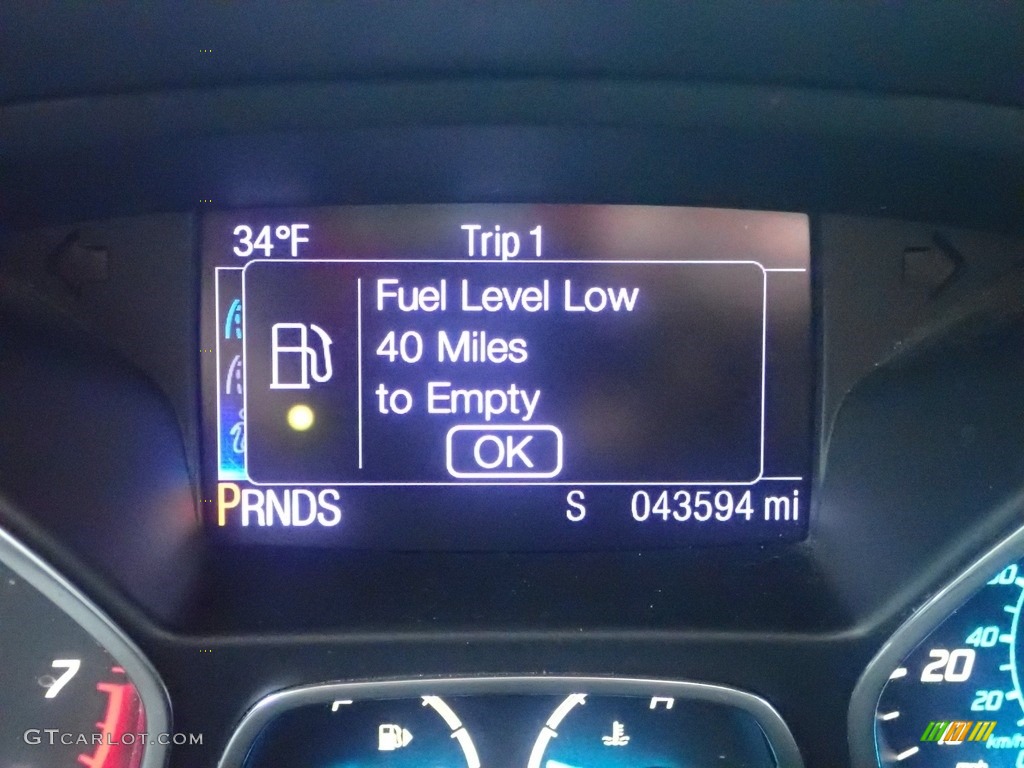 34°F Trip 1
Fuel Level Low
40 Miles
to Empty
OK
PRNDS S 043594 mi
7
40
20
20
km/h
GTCARLOT.COM